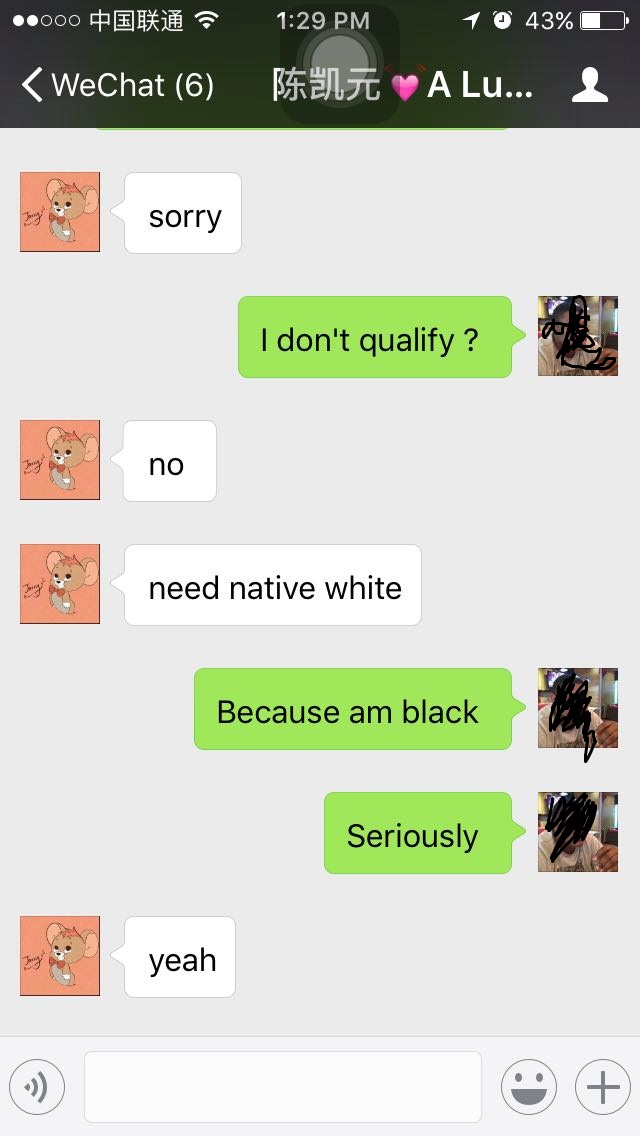 中国联通
1:29 PM
43%
WeChat (6)
陈凯元💓A Lu...
sorry
I don't qualify ?
no
need native white
Because am black
Seriously
yeah